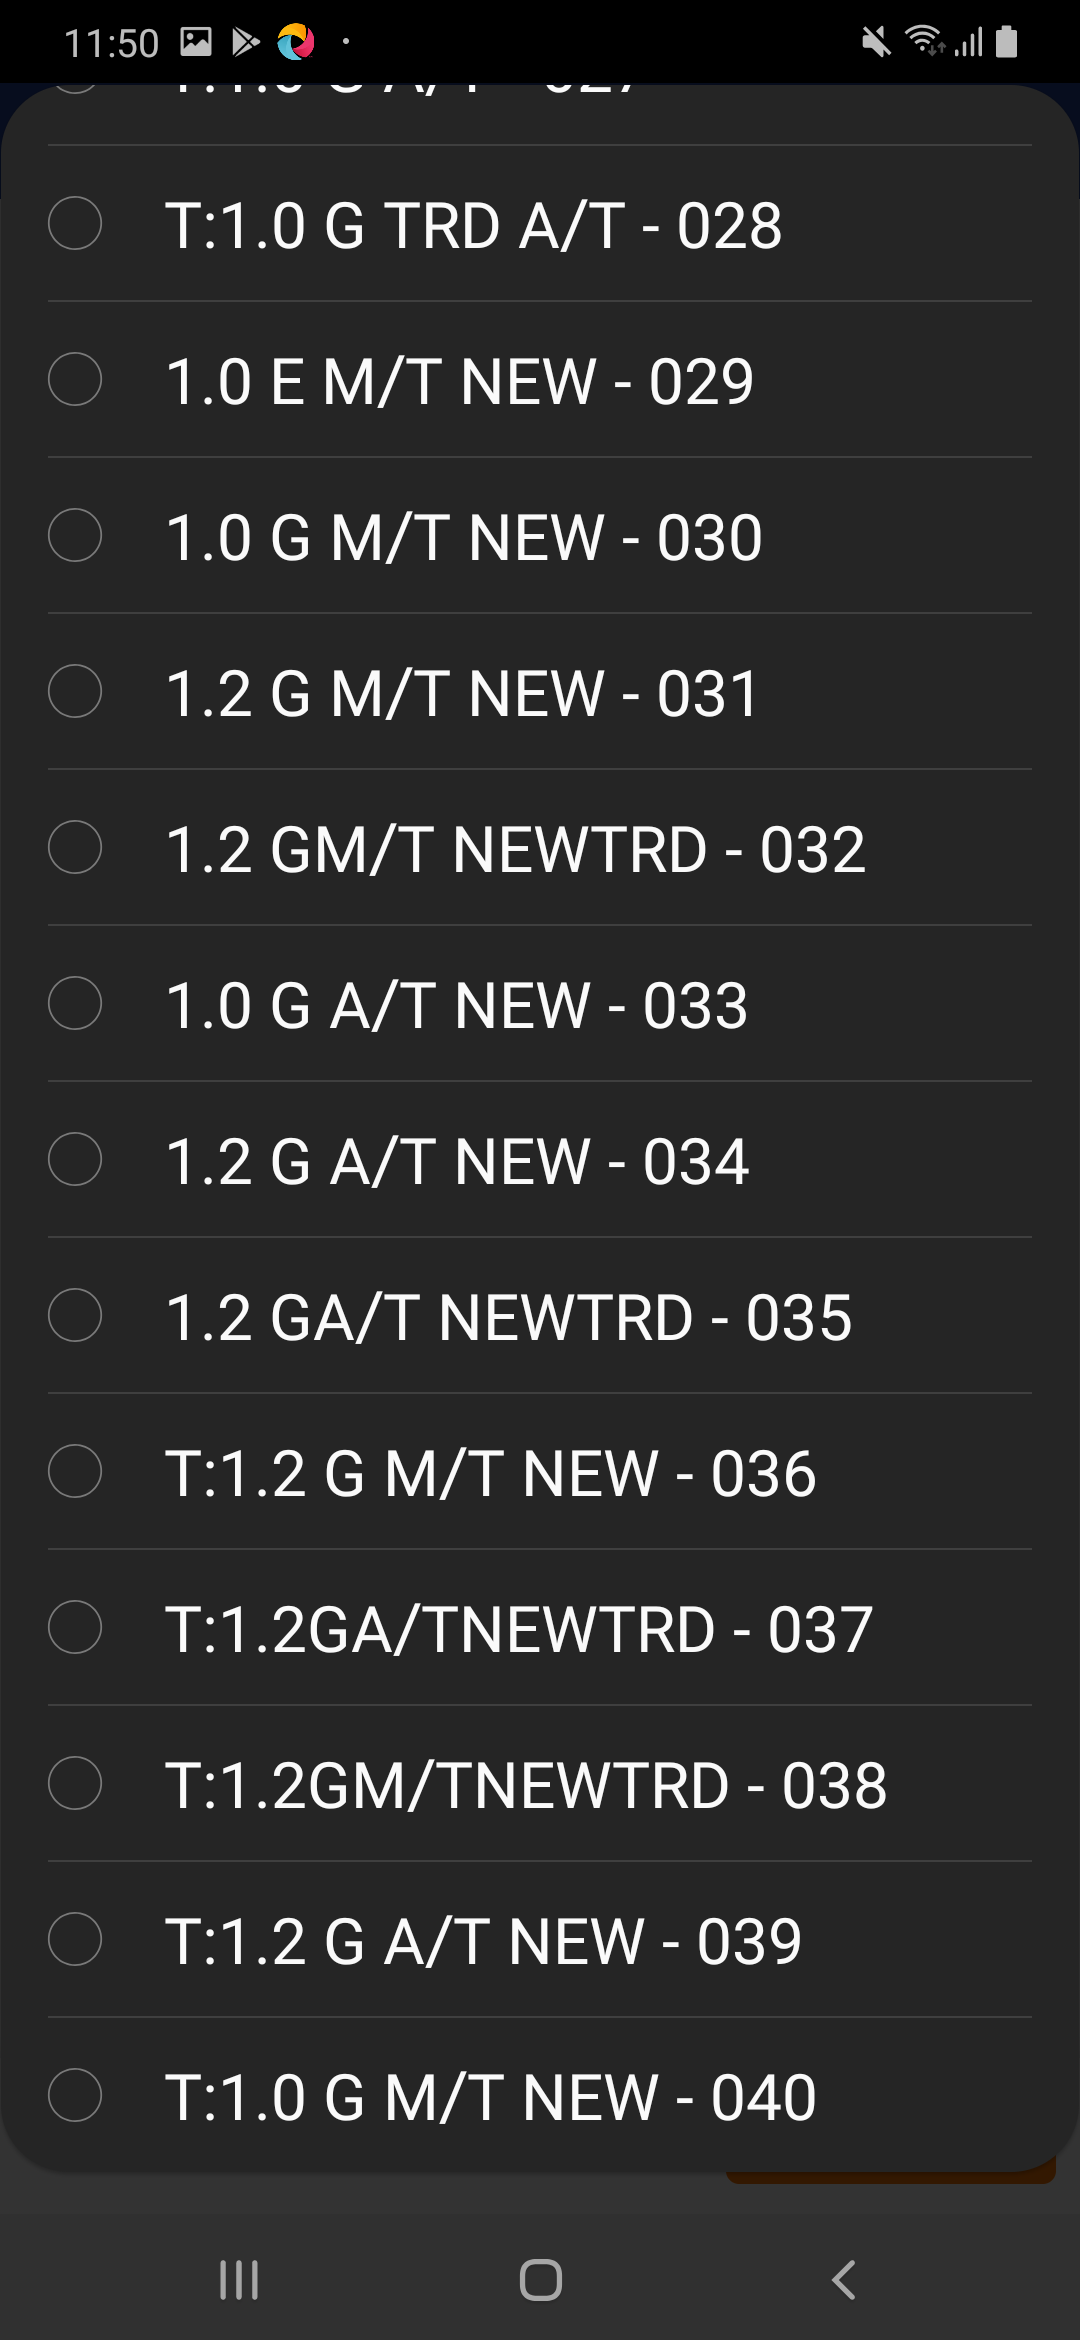 11:50
T:1.0 G TRD A/T - 028
1.0 E M/T NEW - 029
1.0 G M/T NEW - 030
1.2 G M/T NEW - 031
1.2 GM/T NEWTRD - 032
1.0 G A/T NEW - 033
1.2 G A/T NEW - 034
1.2 GA/T NEWTRD - 035
T:1.2 G M/T NEW - 036
T:1.2GA/TNEWTRD - 037
T:1.2GM/TNEWTRD - 038
T:1.2 G A/T NEW - 039
T:1.0 G M/T NEW - 040